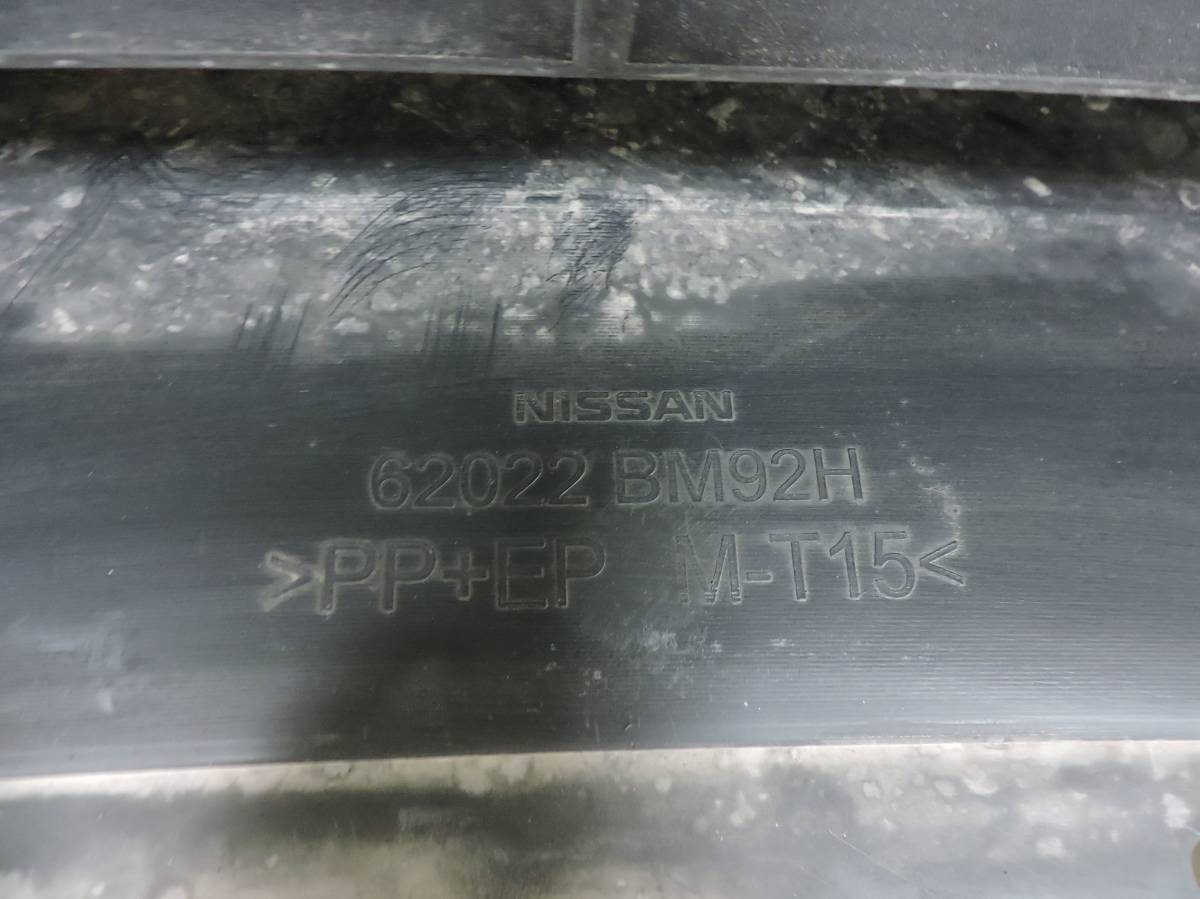 NISSAN
62022 BM92H
>PP+EP M-T15<